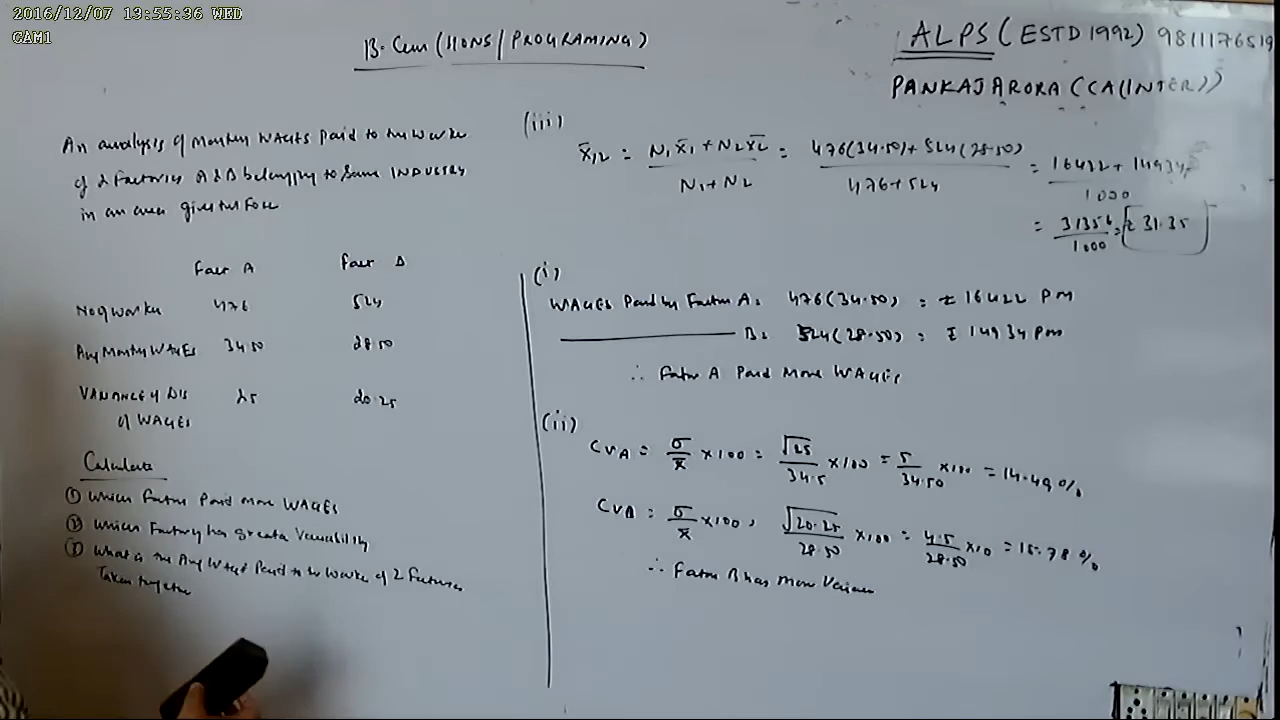 2016/12/07 13:55:36 WED
CAM1
B.Com (HONS/PROGRAMING)
ALPS (ESTD 1992) 9811176519
PANKAJ ARORA (CA(INTER))
An analysis of Monthly WAGES Paid to the Worker
of 2 Factories A & B belonging to Same INDUSTRY
in an area gives the Foll
Fact A Fact B
No of Worker 476 524
Avg Monthly WAGES 34.50 28.50
VARIANCE of DIS 25 20.25
of WAGES
Calculate
① Which Factory Paid more WAGES
② Which Factory has greater Variability
③ What is the Avg Wages Paid to the Worker of 2 Factories
Taken together
(iii)
x̄12 = N1x̄1 + N2x̄2 / N1 + N2 = 476(34.50) + 524(28.50) / 476 + 524 = 16422 + 14934 / 1000
= 31356 / 1000 = ₹ 31.35
(i)
WAGES Paid by Factory A: 476(34.50) = ₹ 16422 PM
B: 524(28.50) = ₹ 14934 PM
∴ Factory A Paid More WAGES
(ii)
CVA = σ/x̄ × 100 = √25/34.5 × 100 = 5/34.50 × 100 = 14.49%
CVB = σ/x̄ × 100, √20.25/28.50 × 100 = 4.5/28.50 × 10 = 15.78%
∴ Factory B has more Variance